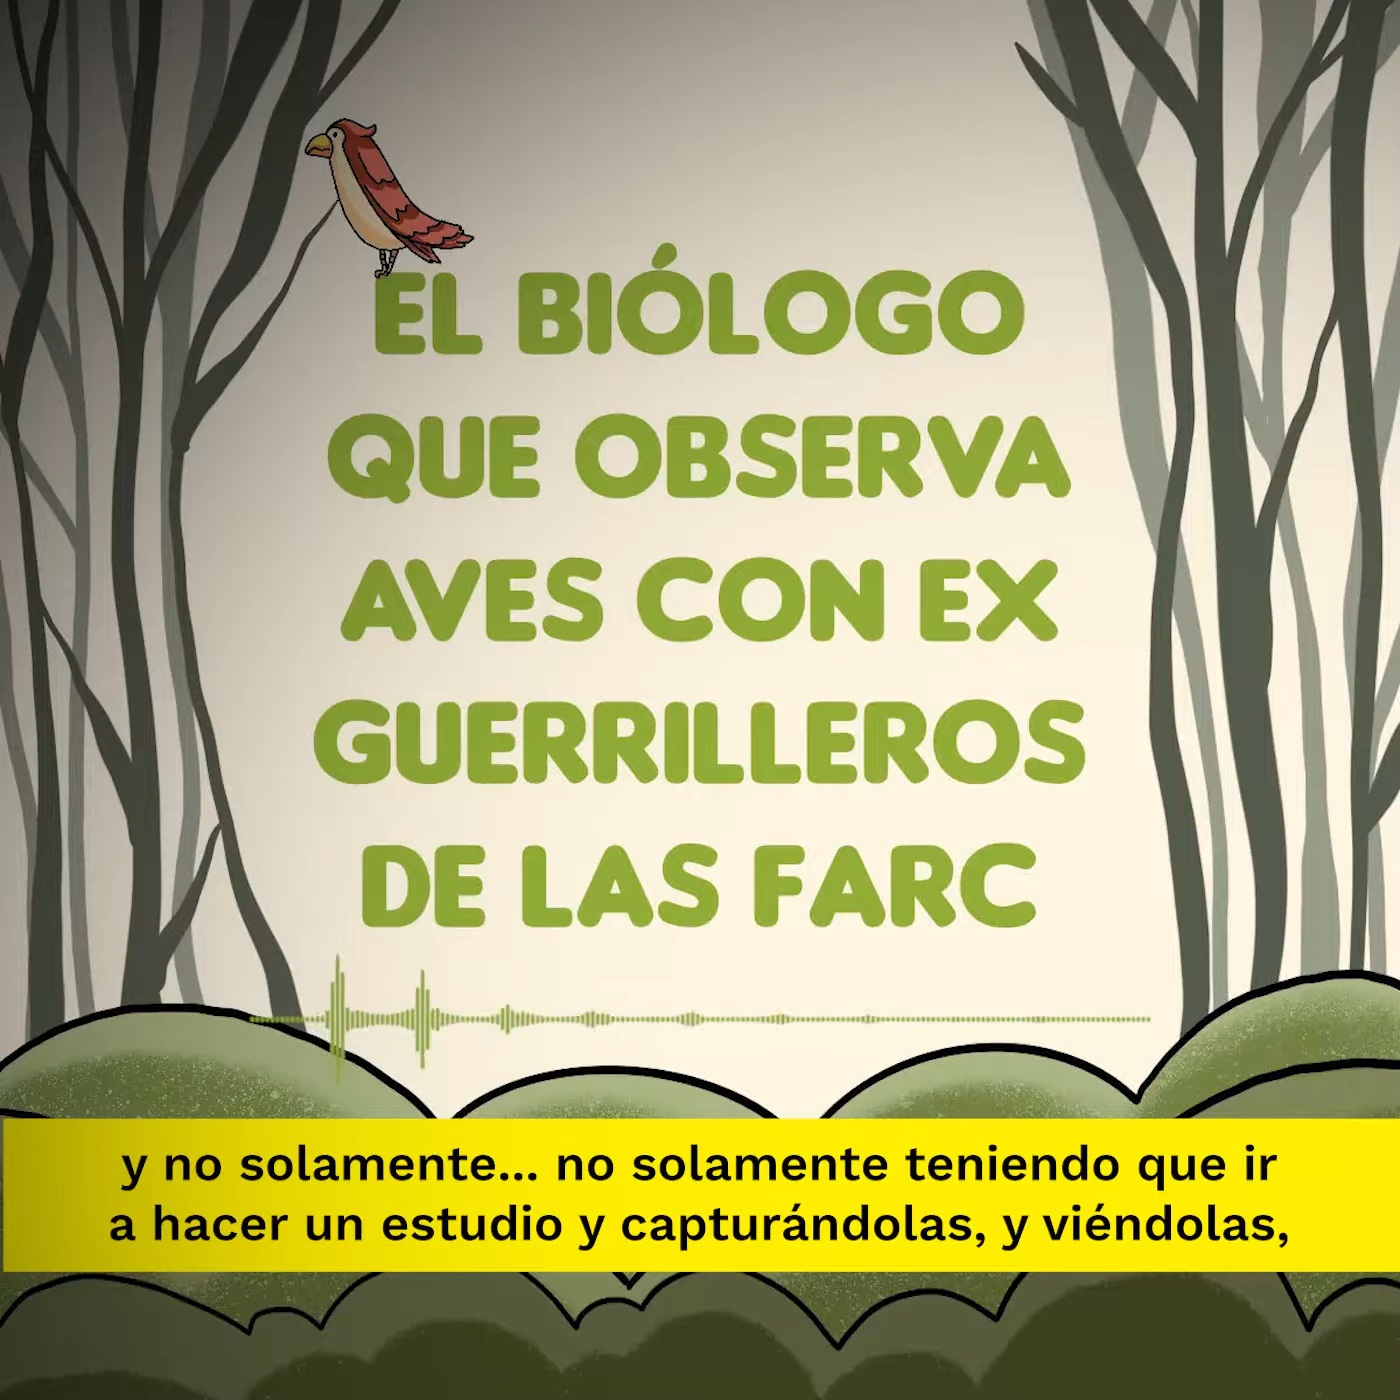 EL BIÓLOGO
QUE OBSERVA
AVES CON EX
GUERRILLEROS
DE LAS FARC
y no solamente... no solamente teniendo que ir
a hacer un estudio y capturándolas, y viéndolas,